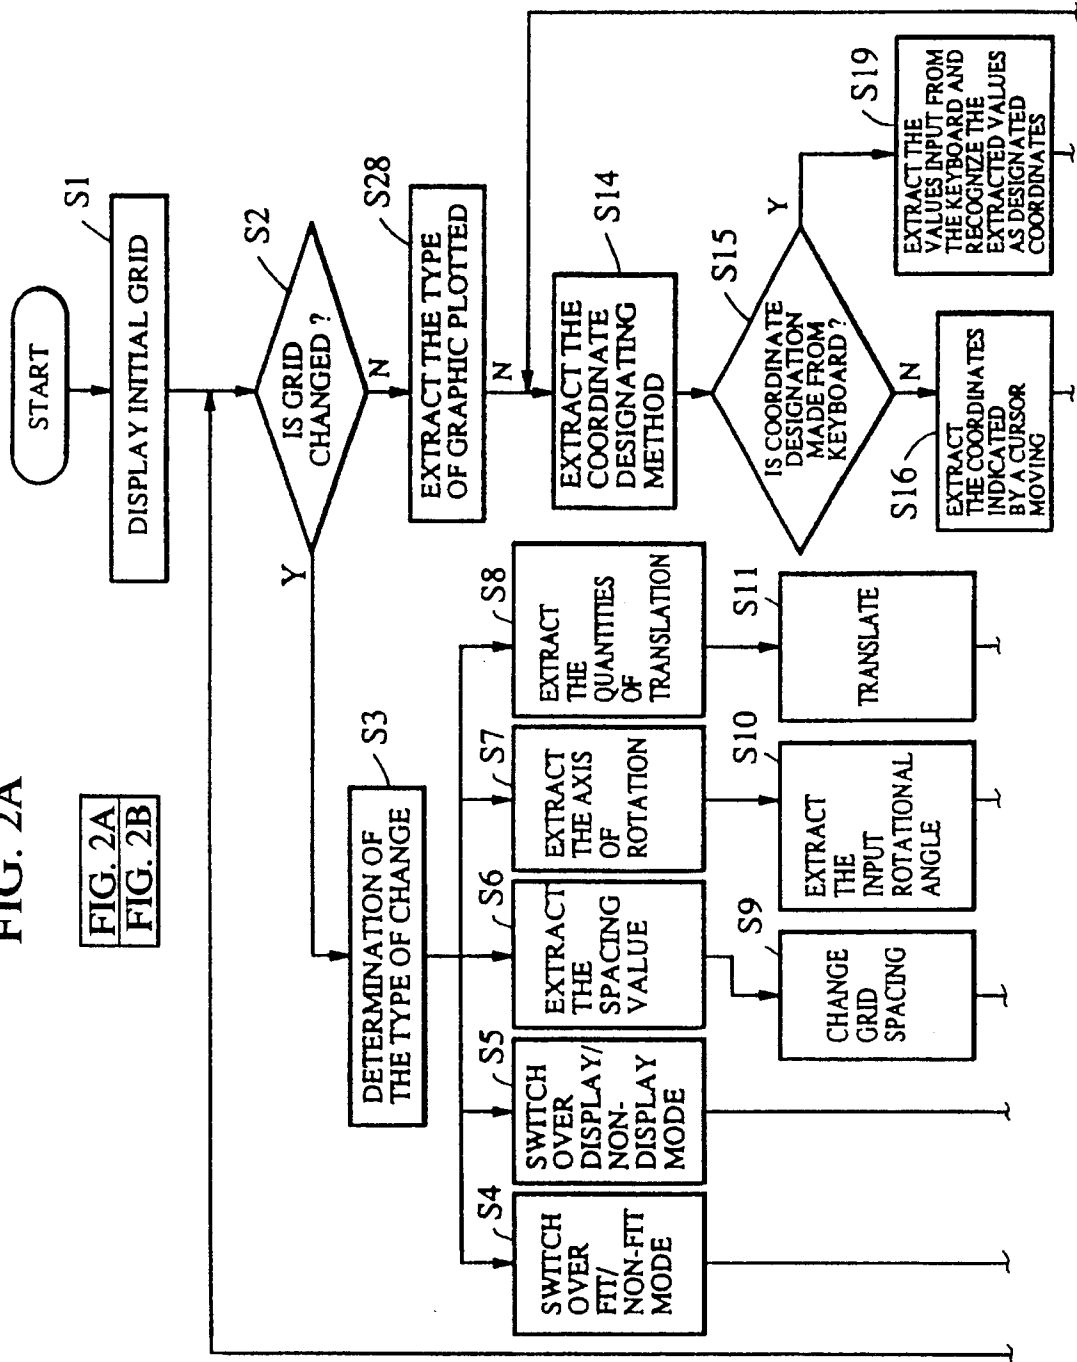 FIG. 2A
FIG. 2A
FIG. 2B
START
S1
DISPLAY INITIAL GRID
S2
IS GRID
CHANGED ?
Y
N
S3
DETERMINATION OF
THE TYPE OF CHANGE
S28
EXTRACT THE TYPE
OF GRAPHIC PLOTTED
N
S4
SWITCH
OVER
FIT/
NON-FIT
MODE
S5
SWITCH
OVER
DISPLAY/
NON-
DISPLAY
MODE
S6
EXTRACT
THE
SPACING
VALUE
S7
EXTRACT
THE AXIS
OF
ROTATION
S8
EXTRACT
THE
QUANTITIES
OF
TRANSLATION
S14
EXTRACT THE
COORDINATE
DESIGNATING
METHOD
S9
CHANGE
GRID
SPACING
S10
EXTRACT
THE
INPUT
ROTATIONAL
ANGLE
S11
TRANSLATE
S15
IS COORDINATE
DESIGNATION
MADE FROM
KEYBOARD ?
Y
N
S16
EXTRACT
THE COORDINATES
INDICATED
BY A CURSOR
MOVING
S19
EXTRACT THE
VALUES INPUT FROM
THE KEYBOARD AND
RECOGNIZE THE
EXTRACTED VALUES
AS DESIGNATED
COORDINATES